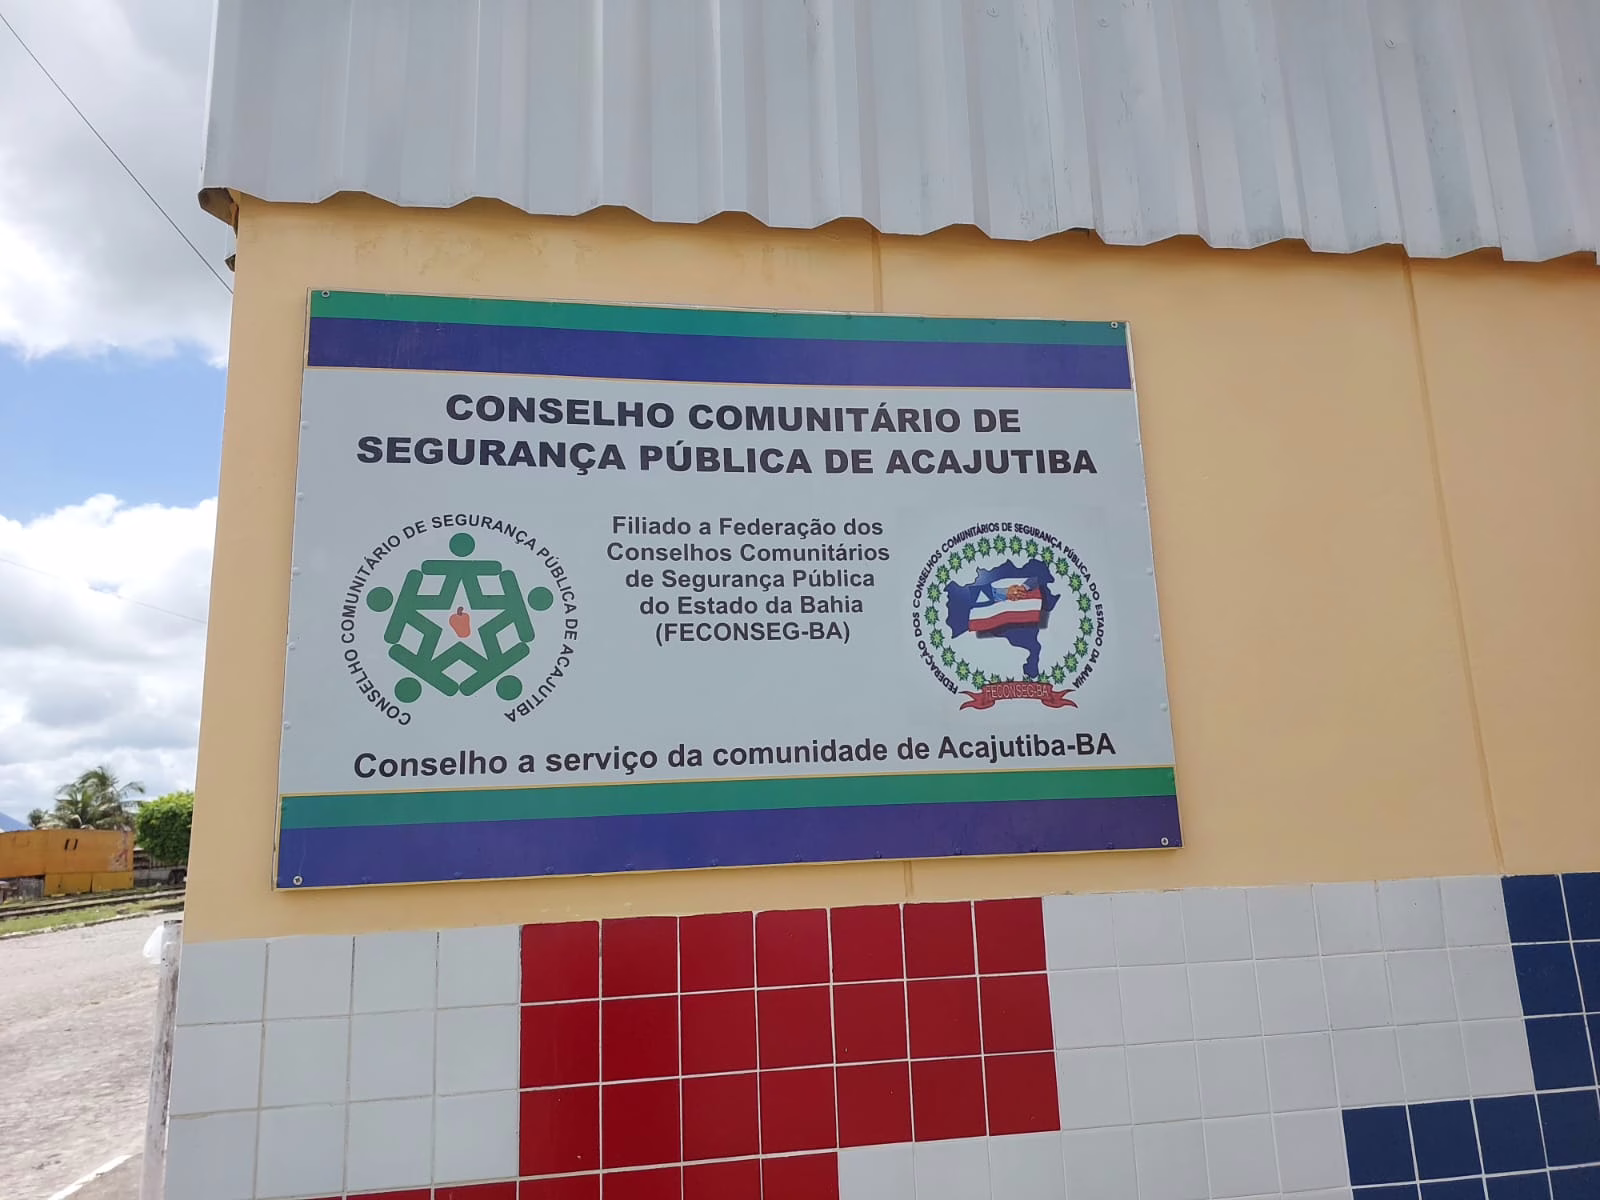 CONSELHO COMUNITÁRIO DE
SEGURANÇA PÚBLICA DE ACAJUTIBA
CONSELHO COMUNITÁRIO DE SEGURANÇA PÚBLICA DE ACAJUTIBA
Filiado a Federação dos
Conselhos Comunitários
de Segurança Pública
do Estado da Bahia
(FECONSEG-BA)
FEDERAÇÃO DOS CONSELHOS COMUNITÁRIOS DE SEGURANÇA PÚBLICA DO ESTADO DA BAHIA
FECONSEG-BA
Conselho a serviço da comunidade de Acajutiba-BA